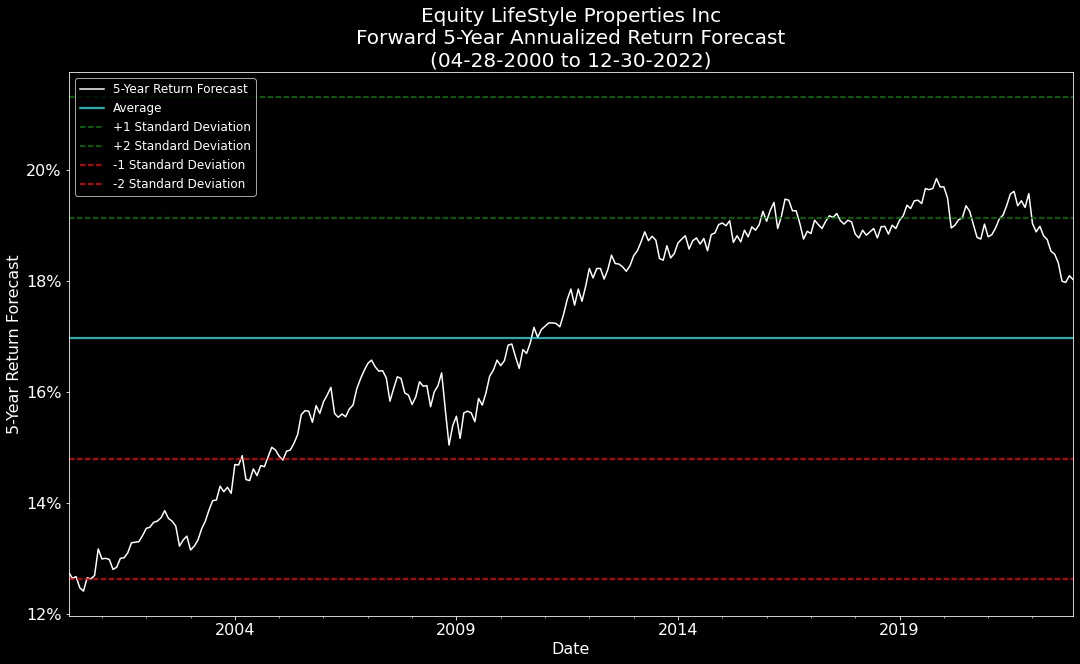 Equity LifeStyle Properties Inc
Forward 5-Year Annualized Return Forecast
(04-28-2000 to 12-30-2022)
5-Year Return Forecast
Average
+1 Standard Deviation
+2 Standard Deviation
-1 Standard Deviation
-2 Standard Deviation
20%
18%
16%
14%
12%
5-Year Return Forecast
2004
2009
2014
2019
Date